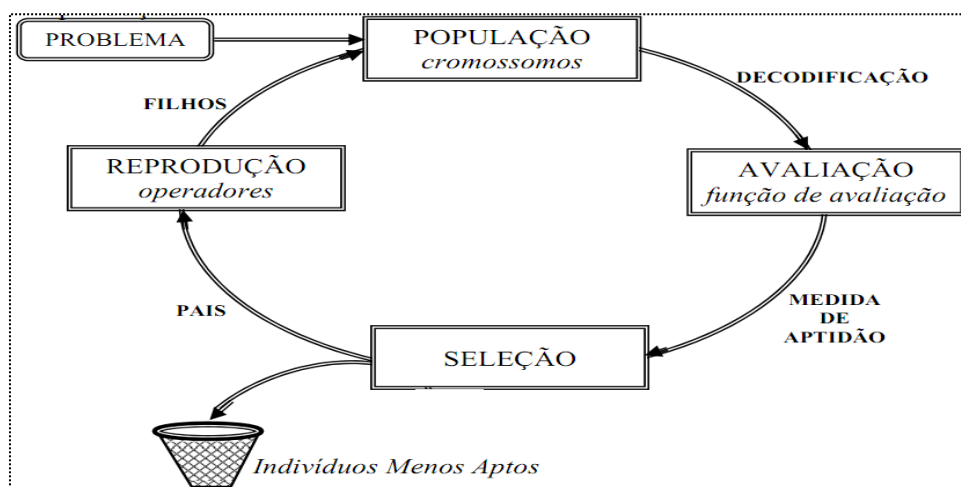 PROBLEMA
POPULAÇÃO
cromossomos
DECODIFICAÇÃO
FILHOS
REPRODUÇÃO
operadores
AVALIAÇÃO
função de avaliação
PAIS
MEDIDA
DE
APTIDÃO
SELEÇÃO
Indivíduos Menos Aptos